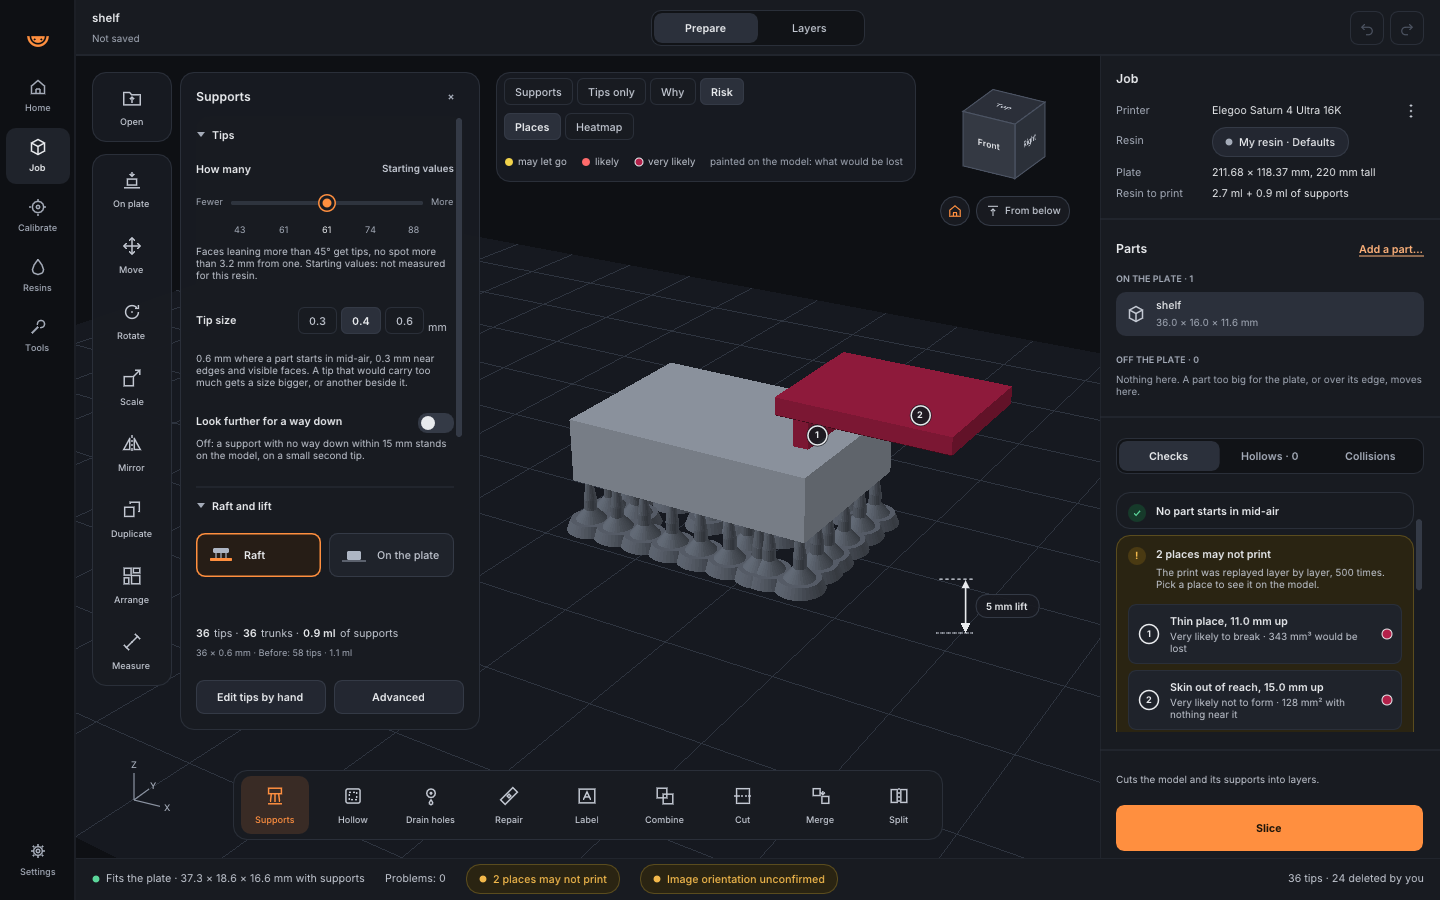 shelf
Not saved
Prepare
Layers
Home
Job
Calibrate
Resins
Tools
Settings
Open
On plate
Move
Rotate
Scale
Mirror
Duplicate
Arrange
Measure
Supports
×
Tips
How many
Starting values
Fewer
More
43 61 61 74 88
Faces leaning more than 45° get tips, no spot more
than 3.2 mm from one. Starting values: not measured
for this resin.
Tip size
0.3 0.4 0.6 mm
0.6 mm where a part starts in mid-air, 0.3 mm near
edges and visible faces. A tip that would carry too
much gets a size bigger, or another beside it.
Look further for a way down
Off: a support with no way down within 15 mm stands
on the model, on a small second tip.
Raft and lift
Raft
On the plate
36 tips · 36 trunks · 0.9 ml of supports
36 × 0.6 mm · Before: 58 tips · 1.1 ml
Edit tips by hand
Advanced
Supports
Tips only
Why
Risk
Places
Heatmap
may let go
likely
very likely
painted on the model: what would be lost
Top
Front
Right
From below
1
2
5 mm lift
Z
Y
X
Supports
Hollow
Drain holes
Repair
Label
Combine
Cut
Merge
Split
Job
Printer
Elegoo Saturn 4 Ultra 16K
Resin
My resin · Defaults
Plate
211.68 × 118.37 mm, 220 mm tall
Resin to print
2.7 ml + 0.9 ml of supports
Parts
Add a part...
ON THE PLATE · 1
shelf
36.0 × 16.0 × 11.6 mm
OFF THE PLATE · 0
Nothing here. A part too big for the plate, or over its edge, moves
here.
Checks
Hollows · 0
Collisions
No part starts in mid-air
!
2 places may not print
The print was replayed layer by layer, 500 times.
Pick a place to see it on the model.
1
Thin place, 11.0 mm up
Very likely to break · 343 mm³ would be
lost
2
Skin out of reach, 15.0 mm up
Very likely not to form · 128 mm² with
nothing near it
Cuts the model and its supports into layers.
Slice
Fits the plate · 37.3 × 18.6 × 16.6 mm with supports
Problems: 0
2 places may not print
Image orientation unconfirmed
36 tips · 24 deleted by you